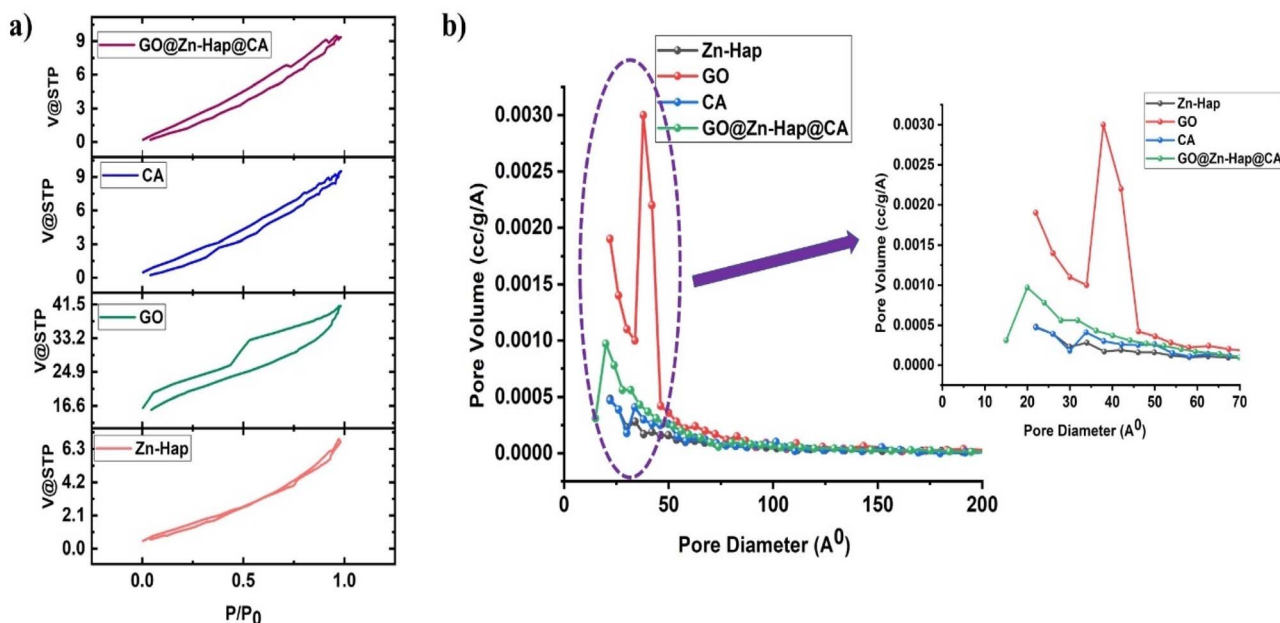 a)
GO@Zn-Hap@CA
V@STP
9
6
3
0
CA
V@STP
9
6
3
0
GO
V@STP
41.5
33.2
24.9
16.6
Zn-Hap
V@STP
6.3
4.2
2.1
0.0
0.0 0.5 1.0
P/P0
b)
Zn-Hap
GO
CA
GO@Zn-Hap@CA
Pore Volume (cc/g/A)
0.0030
0.0025
0.0020
0.0015
0.0010
0.0005
0.0000
0 50 100 150 200
Pore Diameter (A0)
Zn-Hap
GO
CA
GO@Zn-Hap@CA
Pore Volume (cc/g/A)
0.0030
0.0025
0.0020
0.0015
0.0010
0.0005
0.0000
0 10 20 30 40 50 60 70
Pore Diameter (A0)